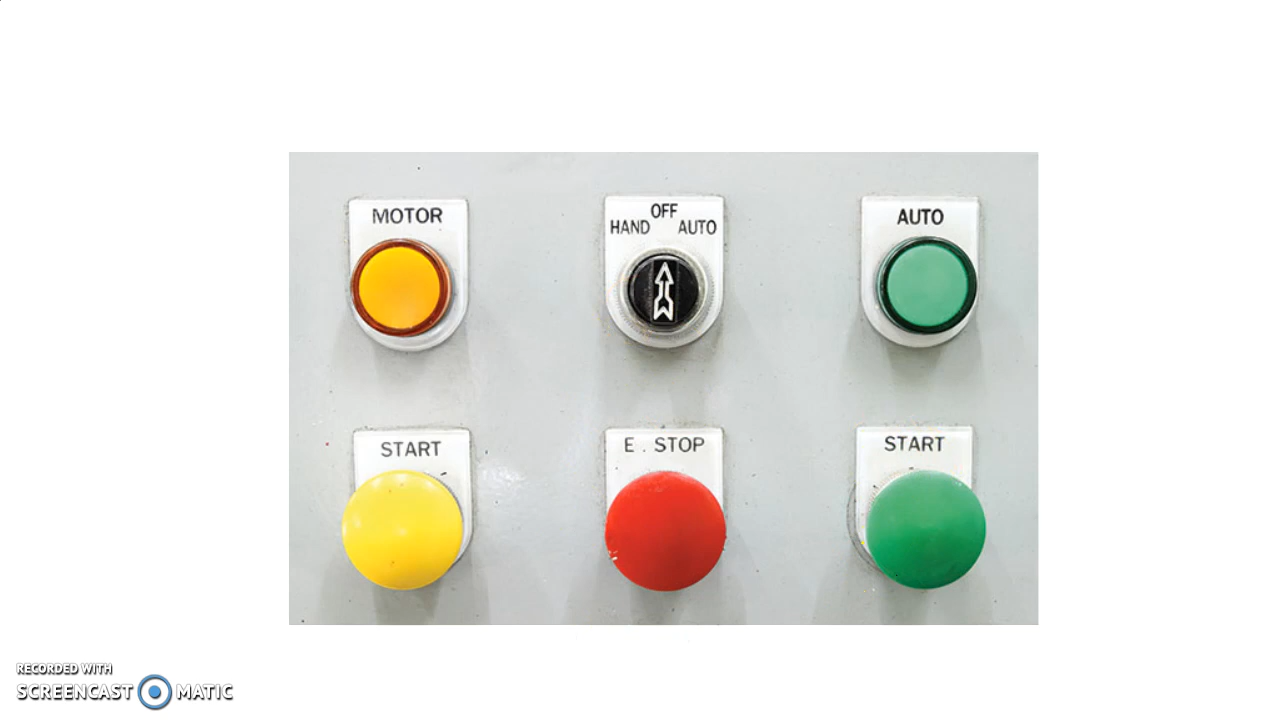 MOTOR
OFF
HAND AUTO
AUTO
START
E . STOP
START
RECORDED WITH
SCREENCAST MATIC